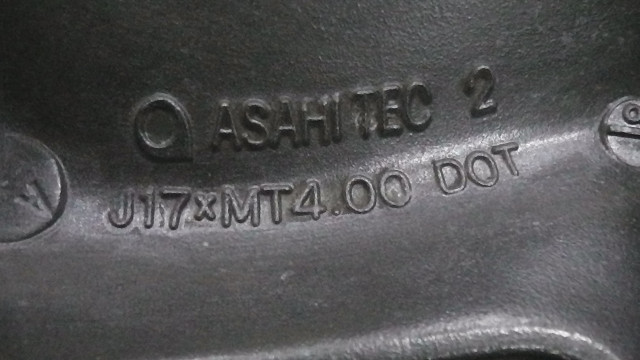 ASAHI TEC 2
J17×MT4.00 DOT